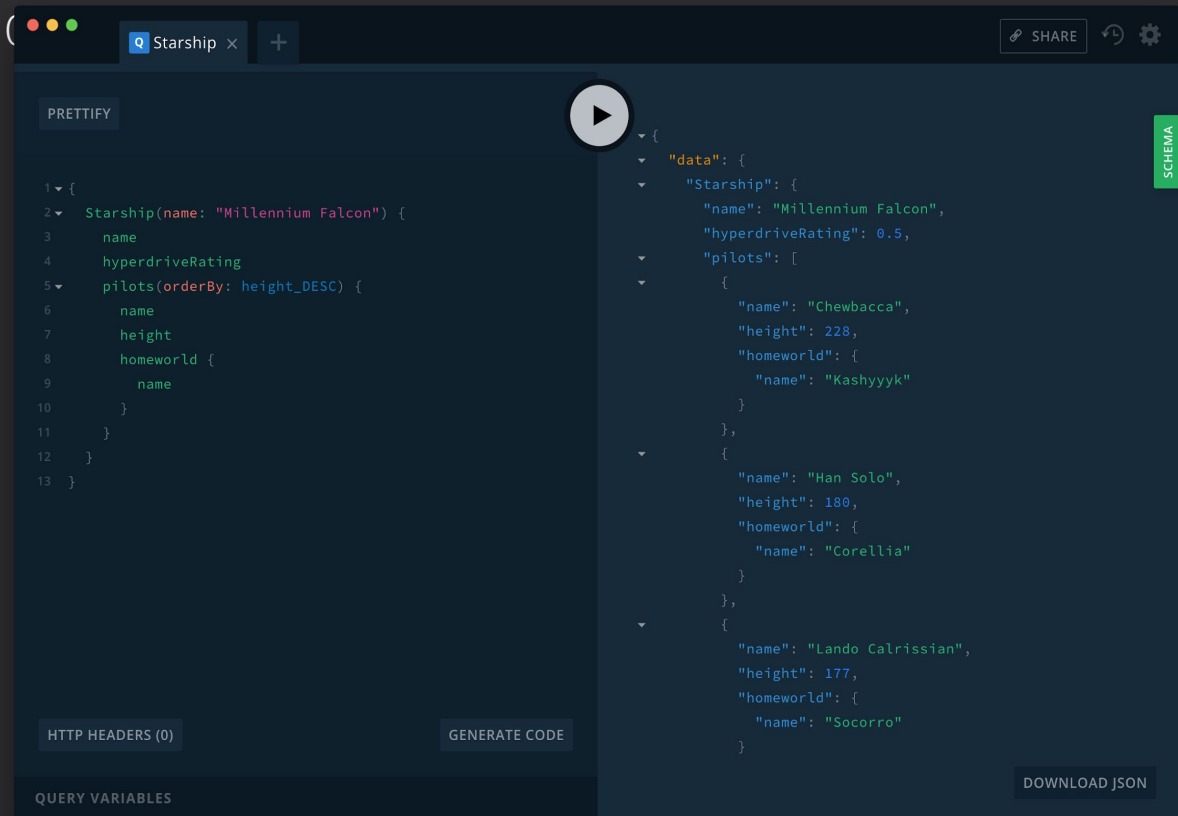 Q Starship ×
SHARE
PRETTIFY
1 {
2 Starship(name: "Millennium Falcon") {
3 name
4 hyperdriveRating
5 pilots(orderBy: height_DESC) {
6 name
7 height
8 homeworld {
9 name
10 }
11 }
12 }
13 }
HTTP HEADERS (0)
GENERATE CODE
QUERY VARIABLES
{
"data": {
"Starship": {
"name": "Millennium Falcon",
"hyperdriveRating": 0.5,
"pilots": [
{
"name": "Chewbacca",
"height": 228,
"homeworld": {
"name": "Kashyyyk"
}
},
{
"name": "Han Solo",
"height": 180,
"homeworld": {
"name": "Corellia"
}
},
{
"name": "Lando Calrissian",
"height": 177,
"homeworld": {
"name": "Socorro"
}
DOWNLOAD JSON
SCHEMA